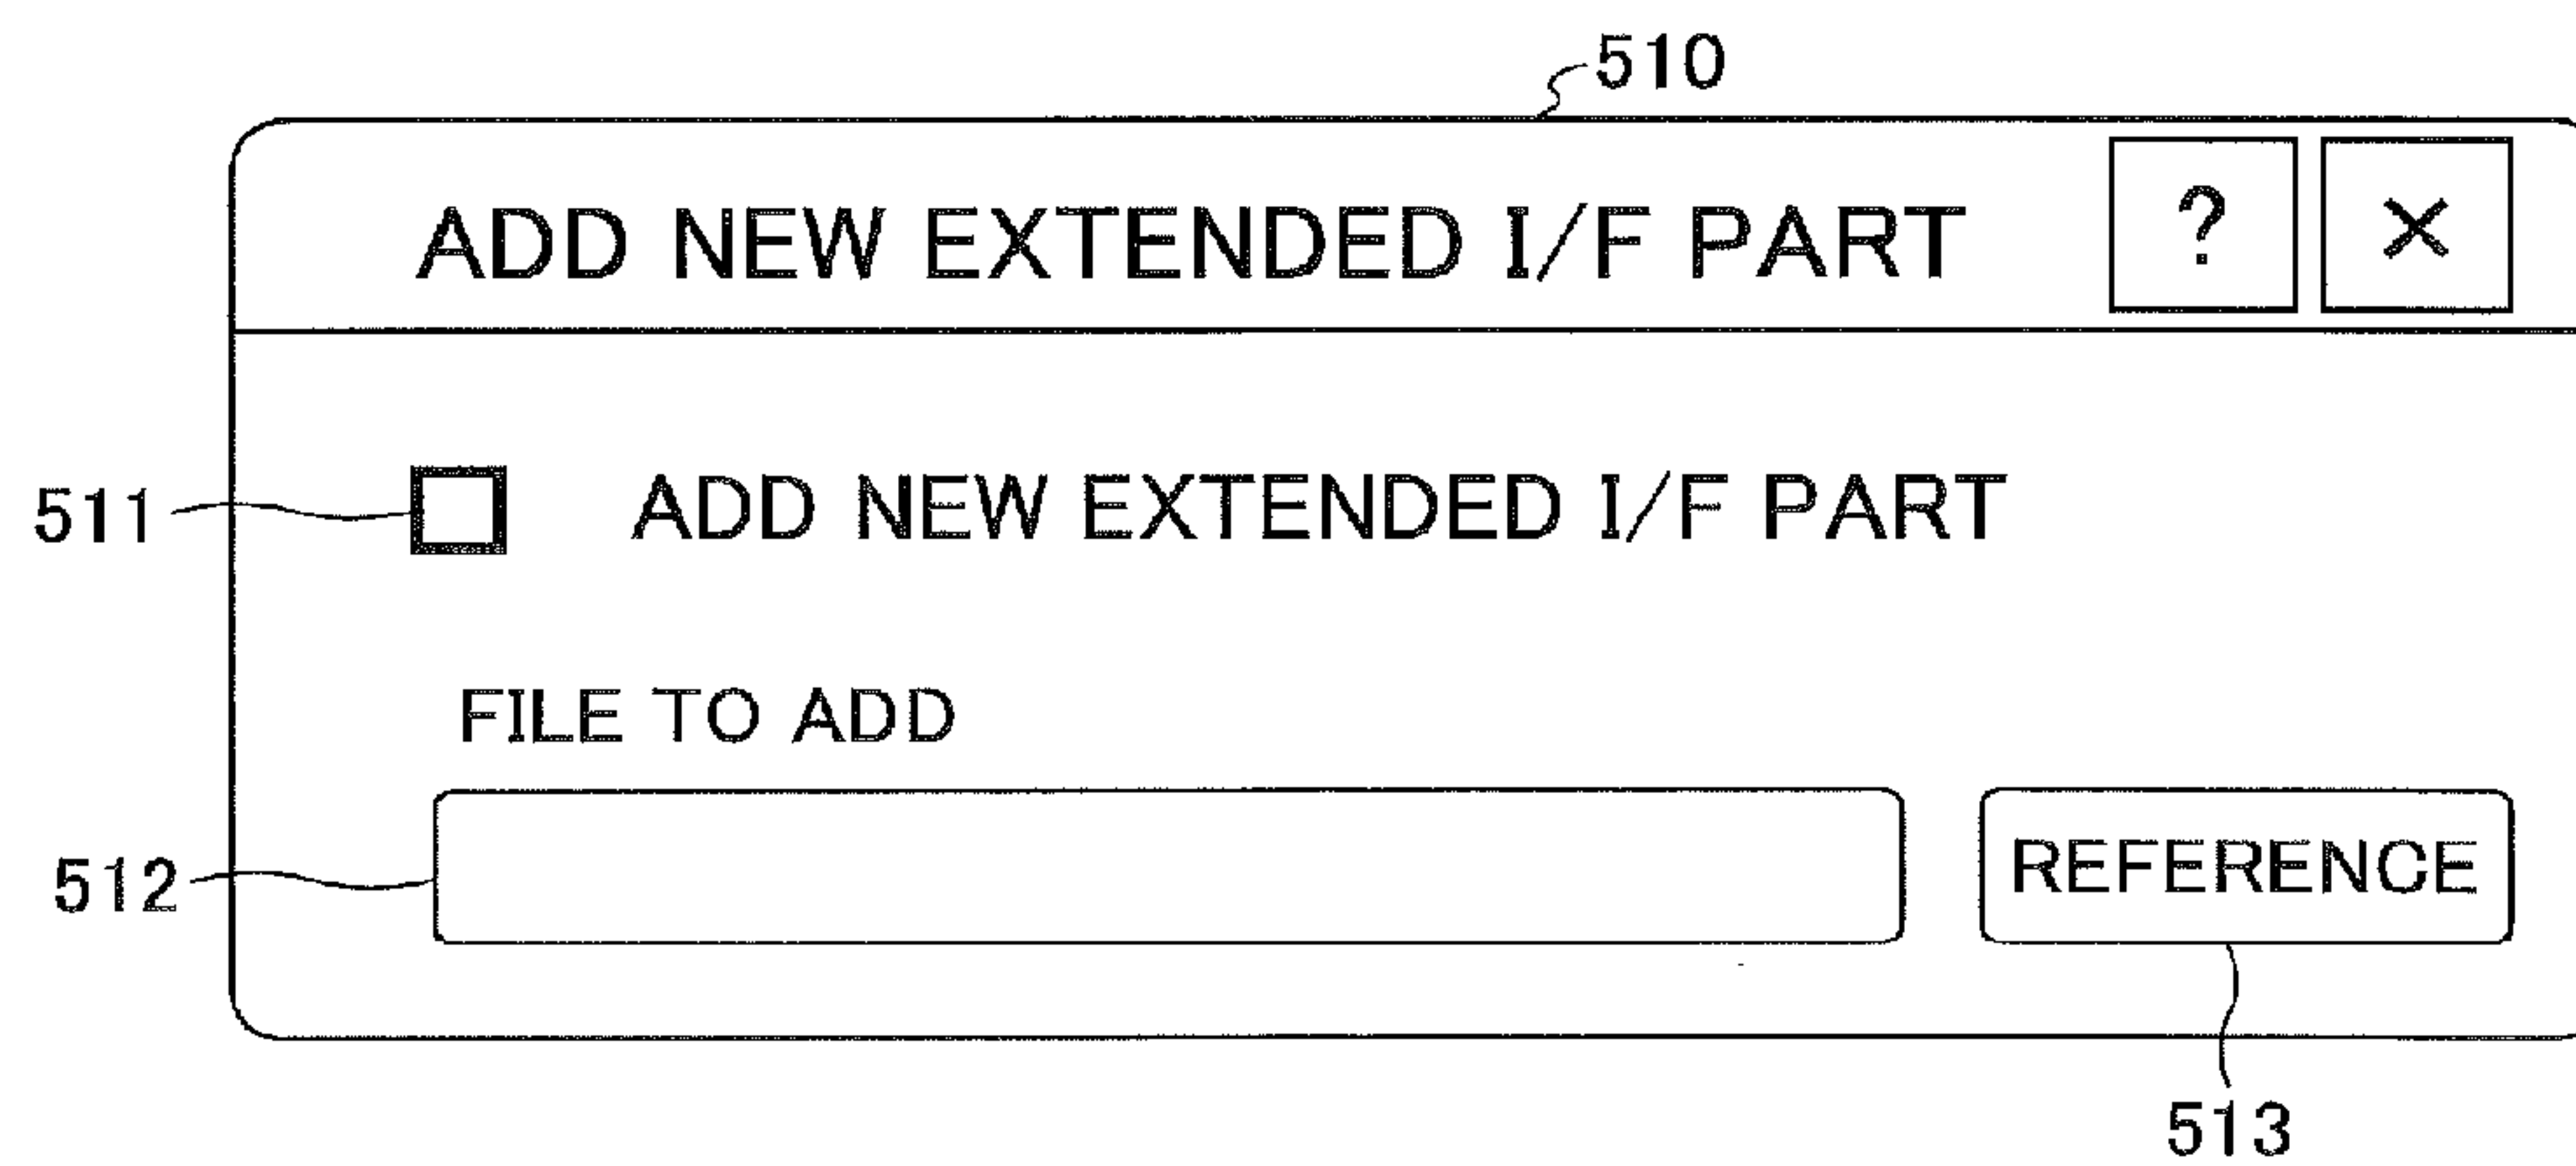 510
ADD NEW EXTENDED I/F PART ? ×
511 ADD NEW EXTENDED I/F PART
FILE TO ADD
512 REFERENCE
513